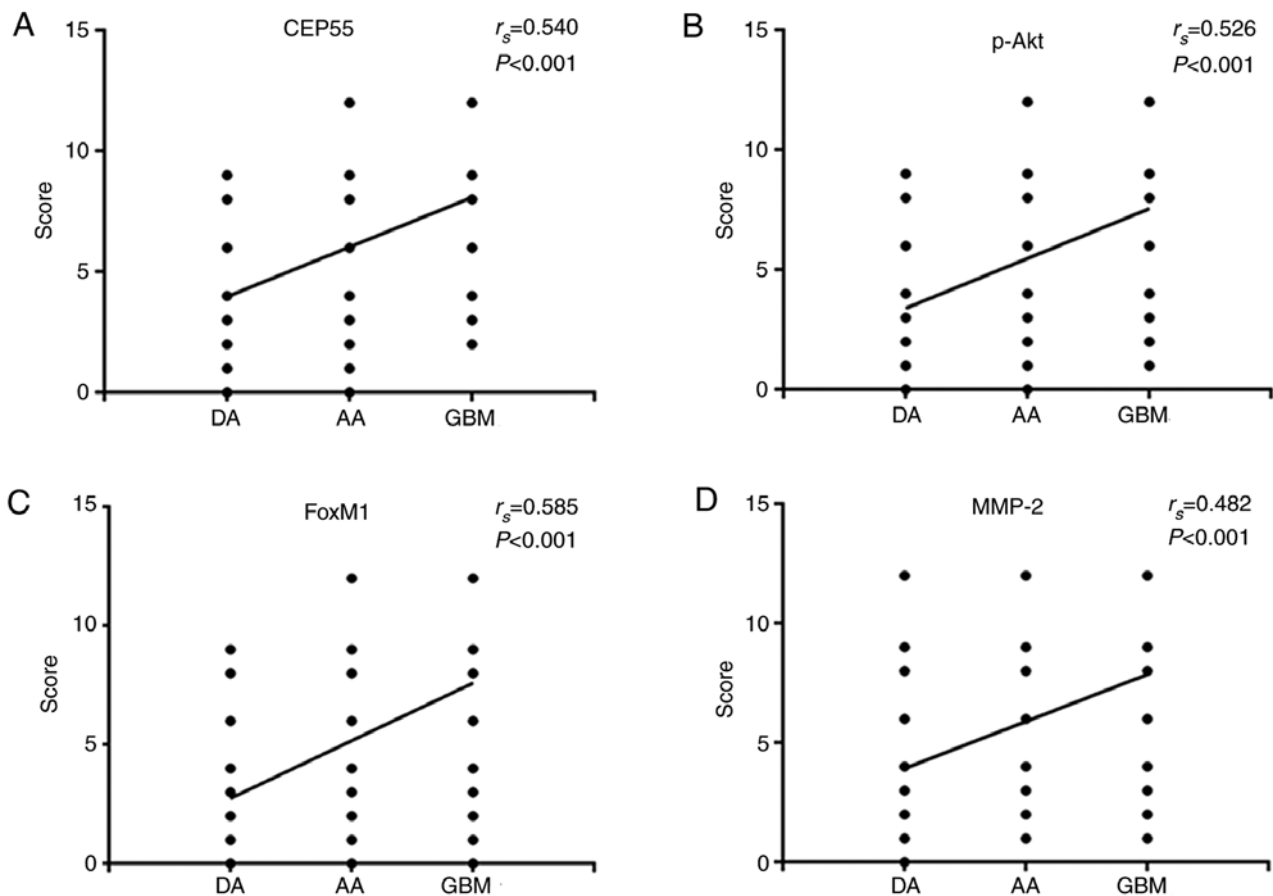 A
CEP55
r_s=0.540
P<0.001
15
10
5
0
Score
DA AA GBM
B
p-Akt
r_s=0.526
P<0.001
15
10
5
0
Score
DA AA GBM
C
FoxM1
r_s=0.585
P<0.001
15
10
5
0
Score
DA AA GBM
D
MMP-2
r_s=0.482
P<0.001
15
10
5
0
Score
DA AA GBM